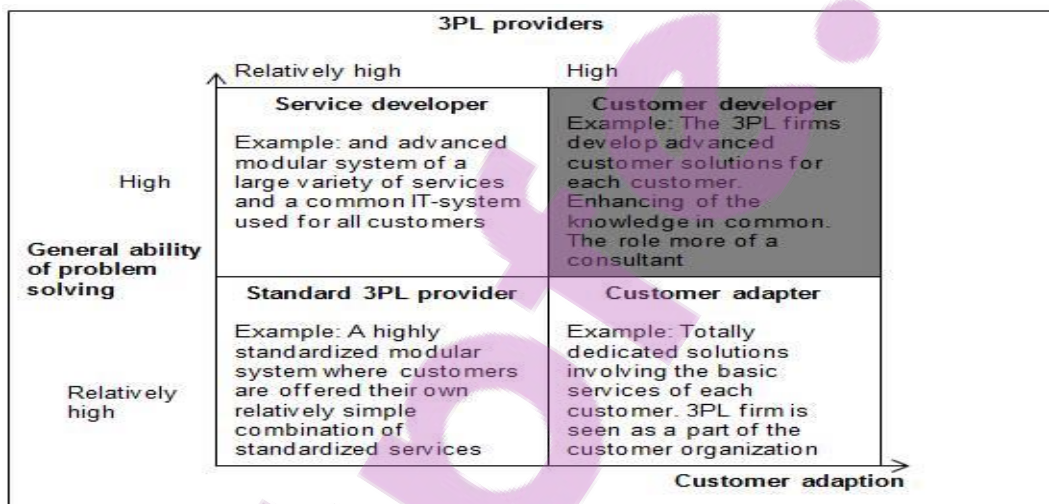 3PL providers
Relatively high
High
Service developer
Example: and advanced
modular system of a
large variety of services
and a common IT-system
used for all customers
Customer developer
Example: The 3PL firms
develop advanced
customer solutions for
each customer.
Enhancing of the
knowledge in common.
The role more of a
consultant
High
General ability
of problem
solving
Standard 3PL provider
Example: A highly
standardized modular
system where customers
are offered their own
relatively simple
combination of
standardized services
Customer adapter
Example: Totally
dedicated solutions
involving the basic
services of each
customer. 3PL firm is
seen as a part of the
customer organization
Relatively
high
Customer adaption